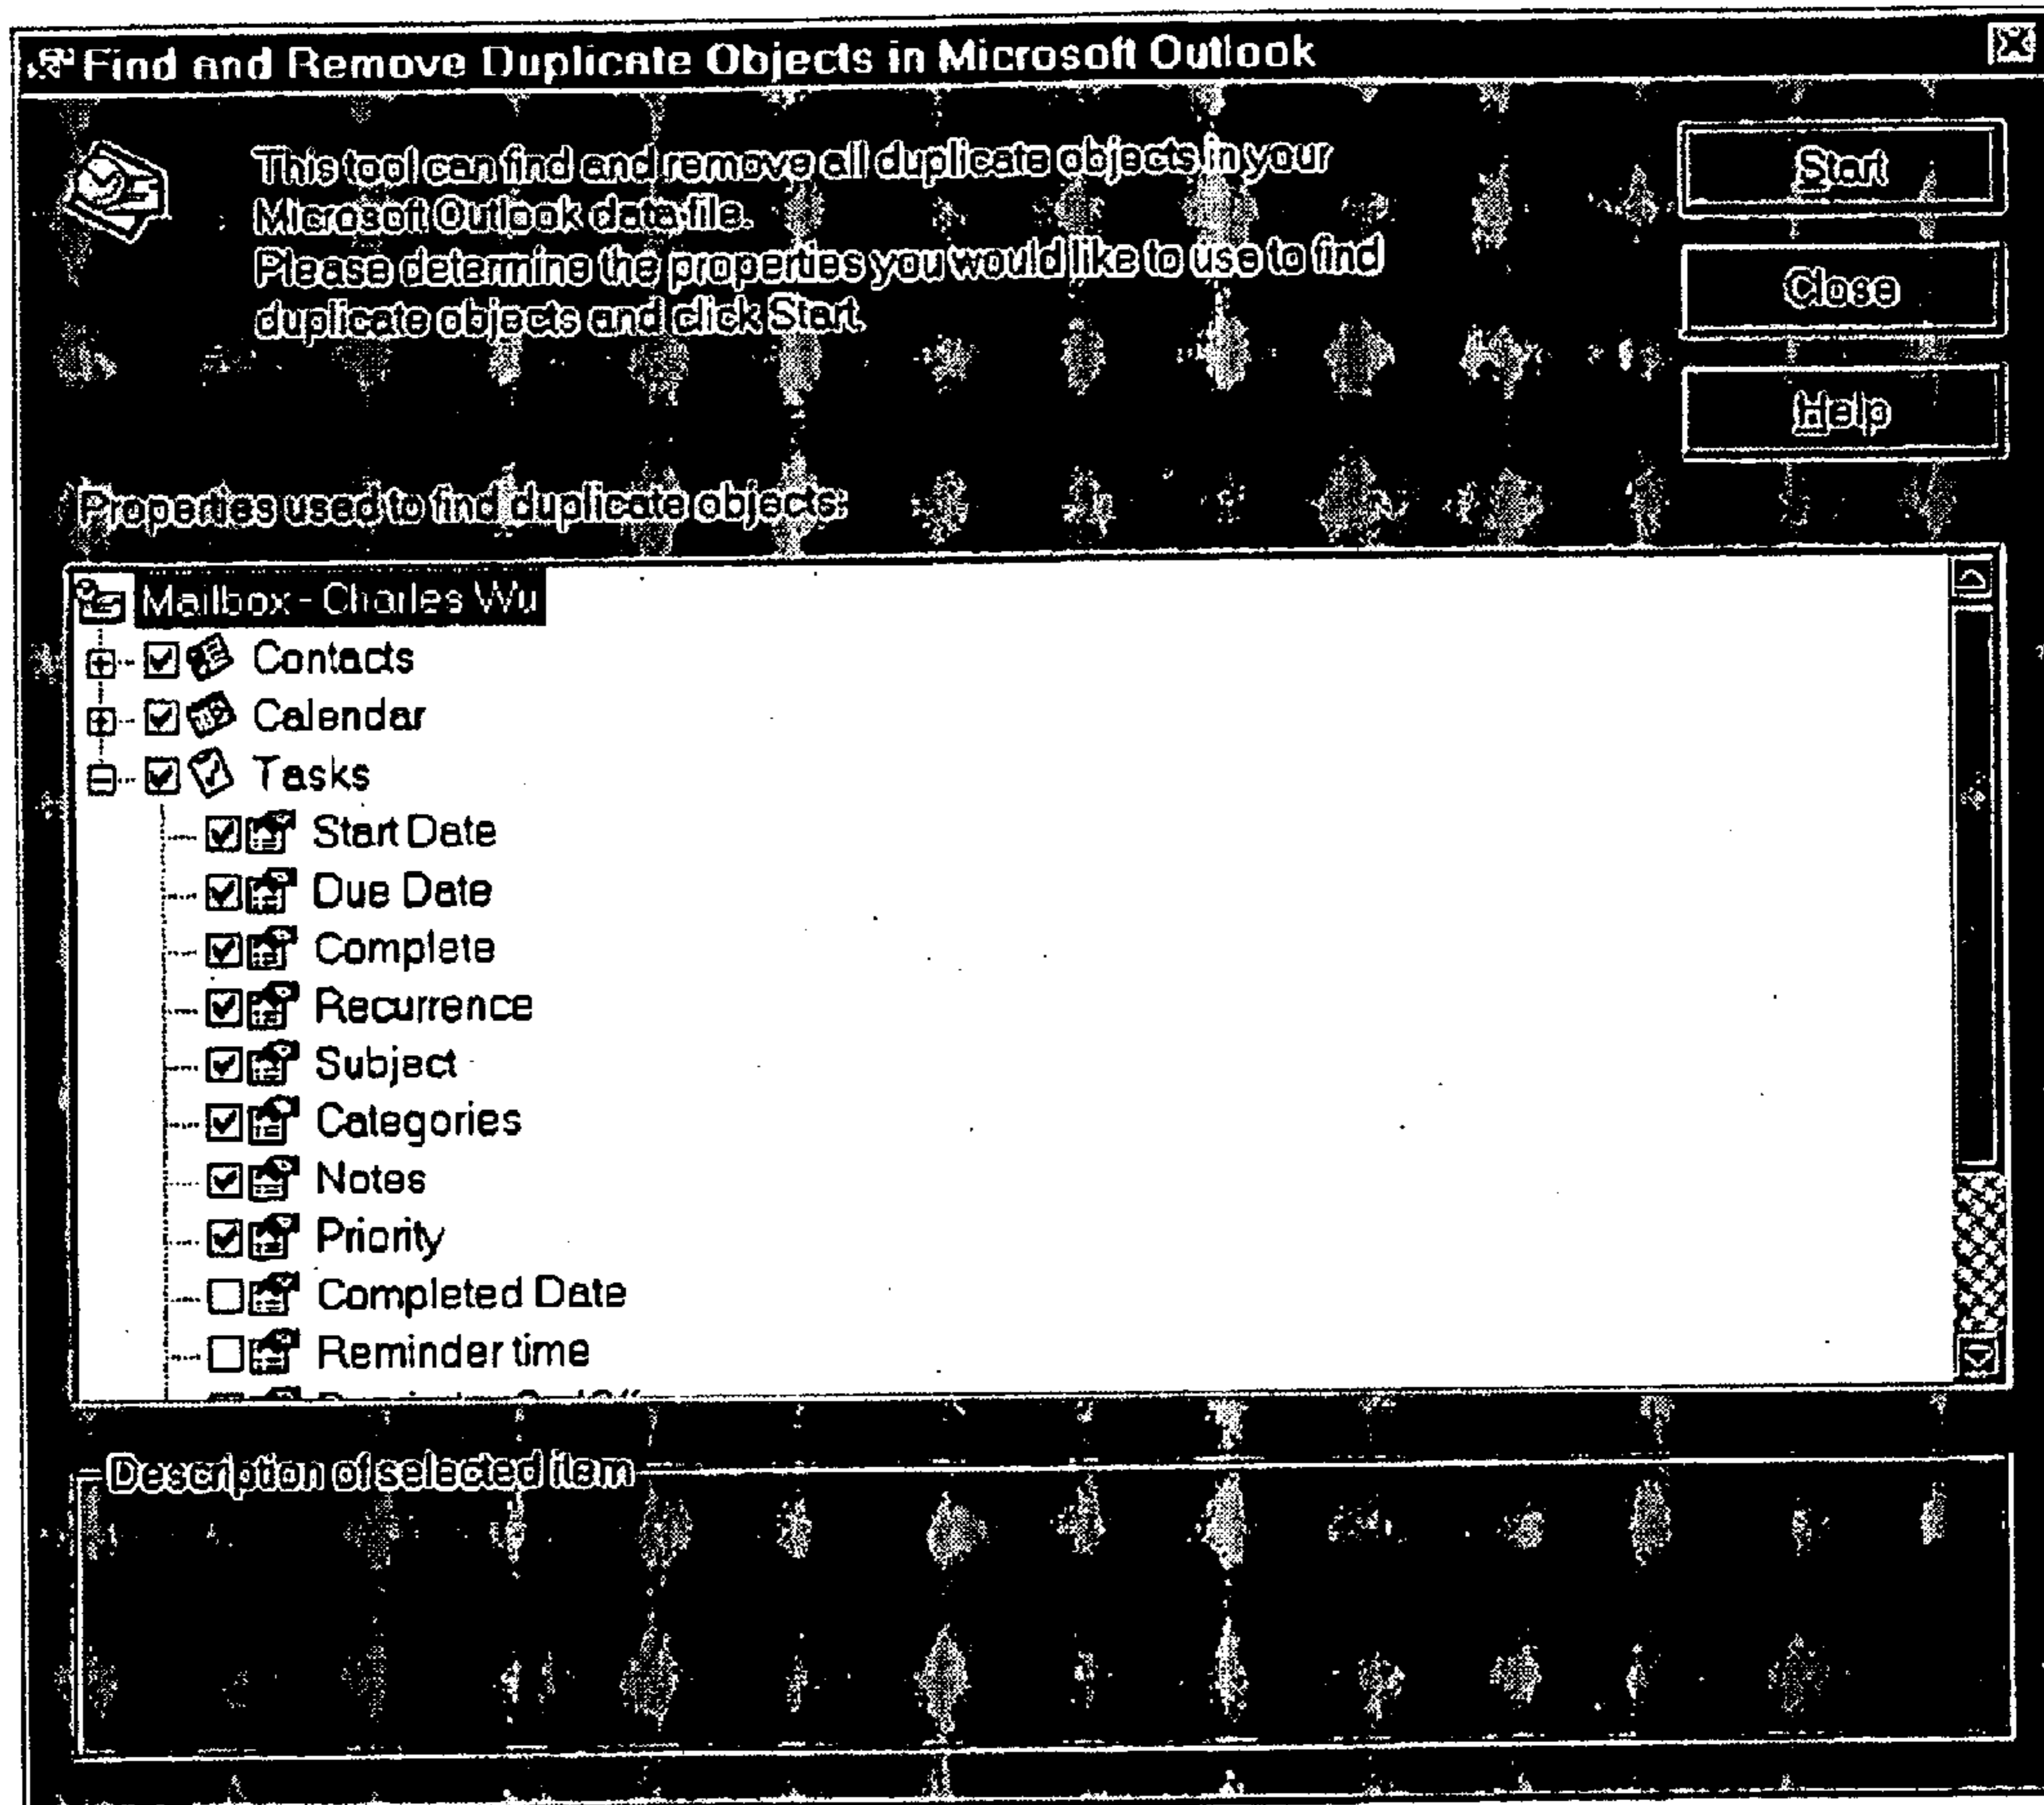 Find and Remove Duplicate Objects in Microsoft Outlook
This tool can find and remove all duplicate objects in your
Microsoft Outlook data file.
Please determine the properties you would like to use to find
duplicate objects and click Start.
Start
Close
Help
Properties used to find duplicate objects:
Mailbox - Charles Wu
Contacts
Calendar
Tasks
Start Date
Due Date
Complete
Recurrence
Subject
Categories
Notes
Priority
Completed Date
Reminder time
Description of selected item